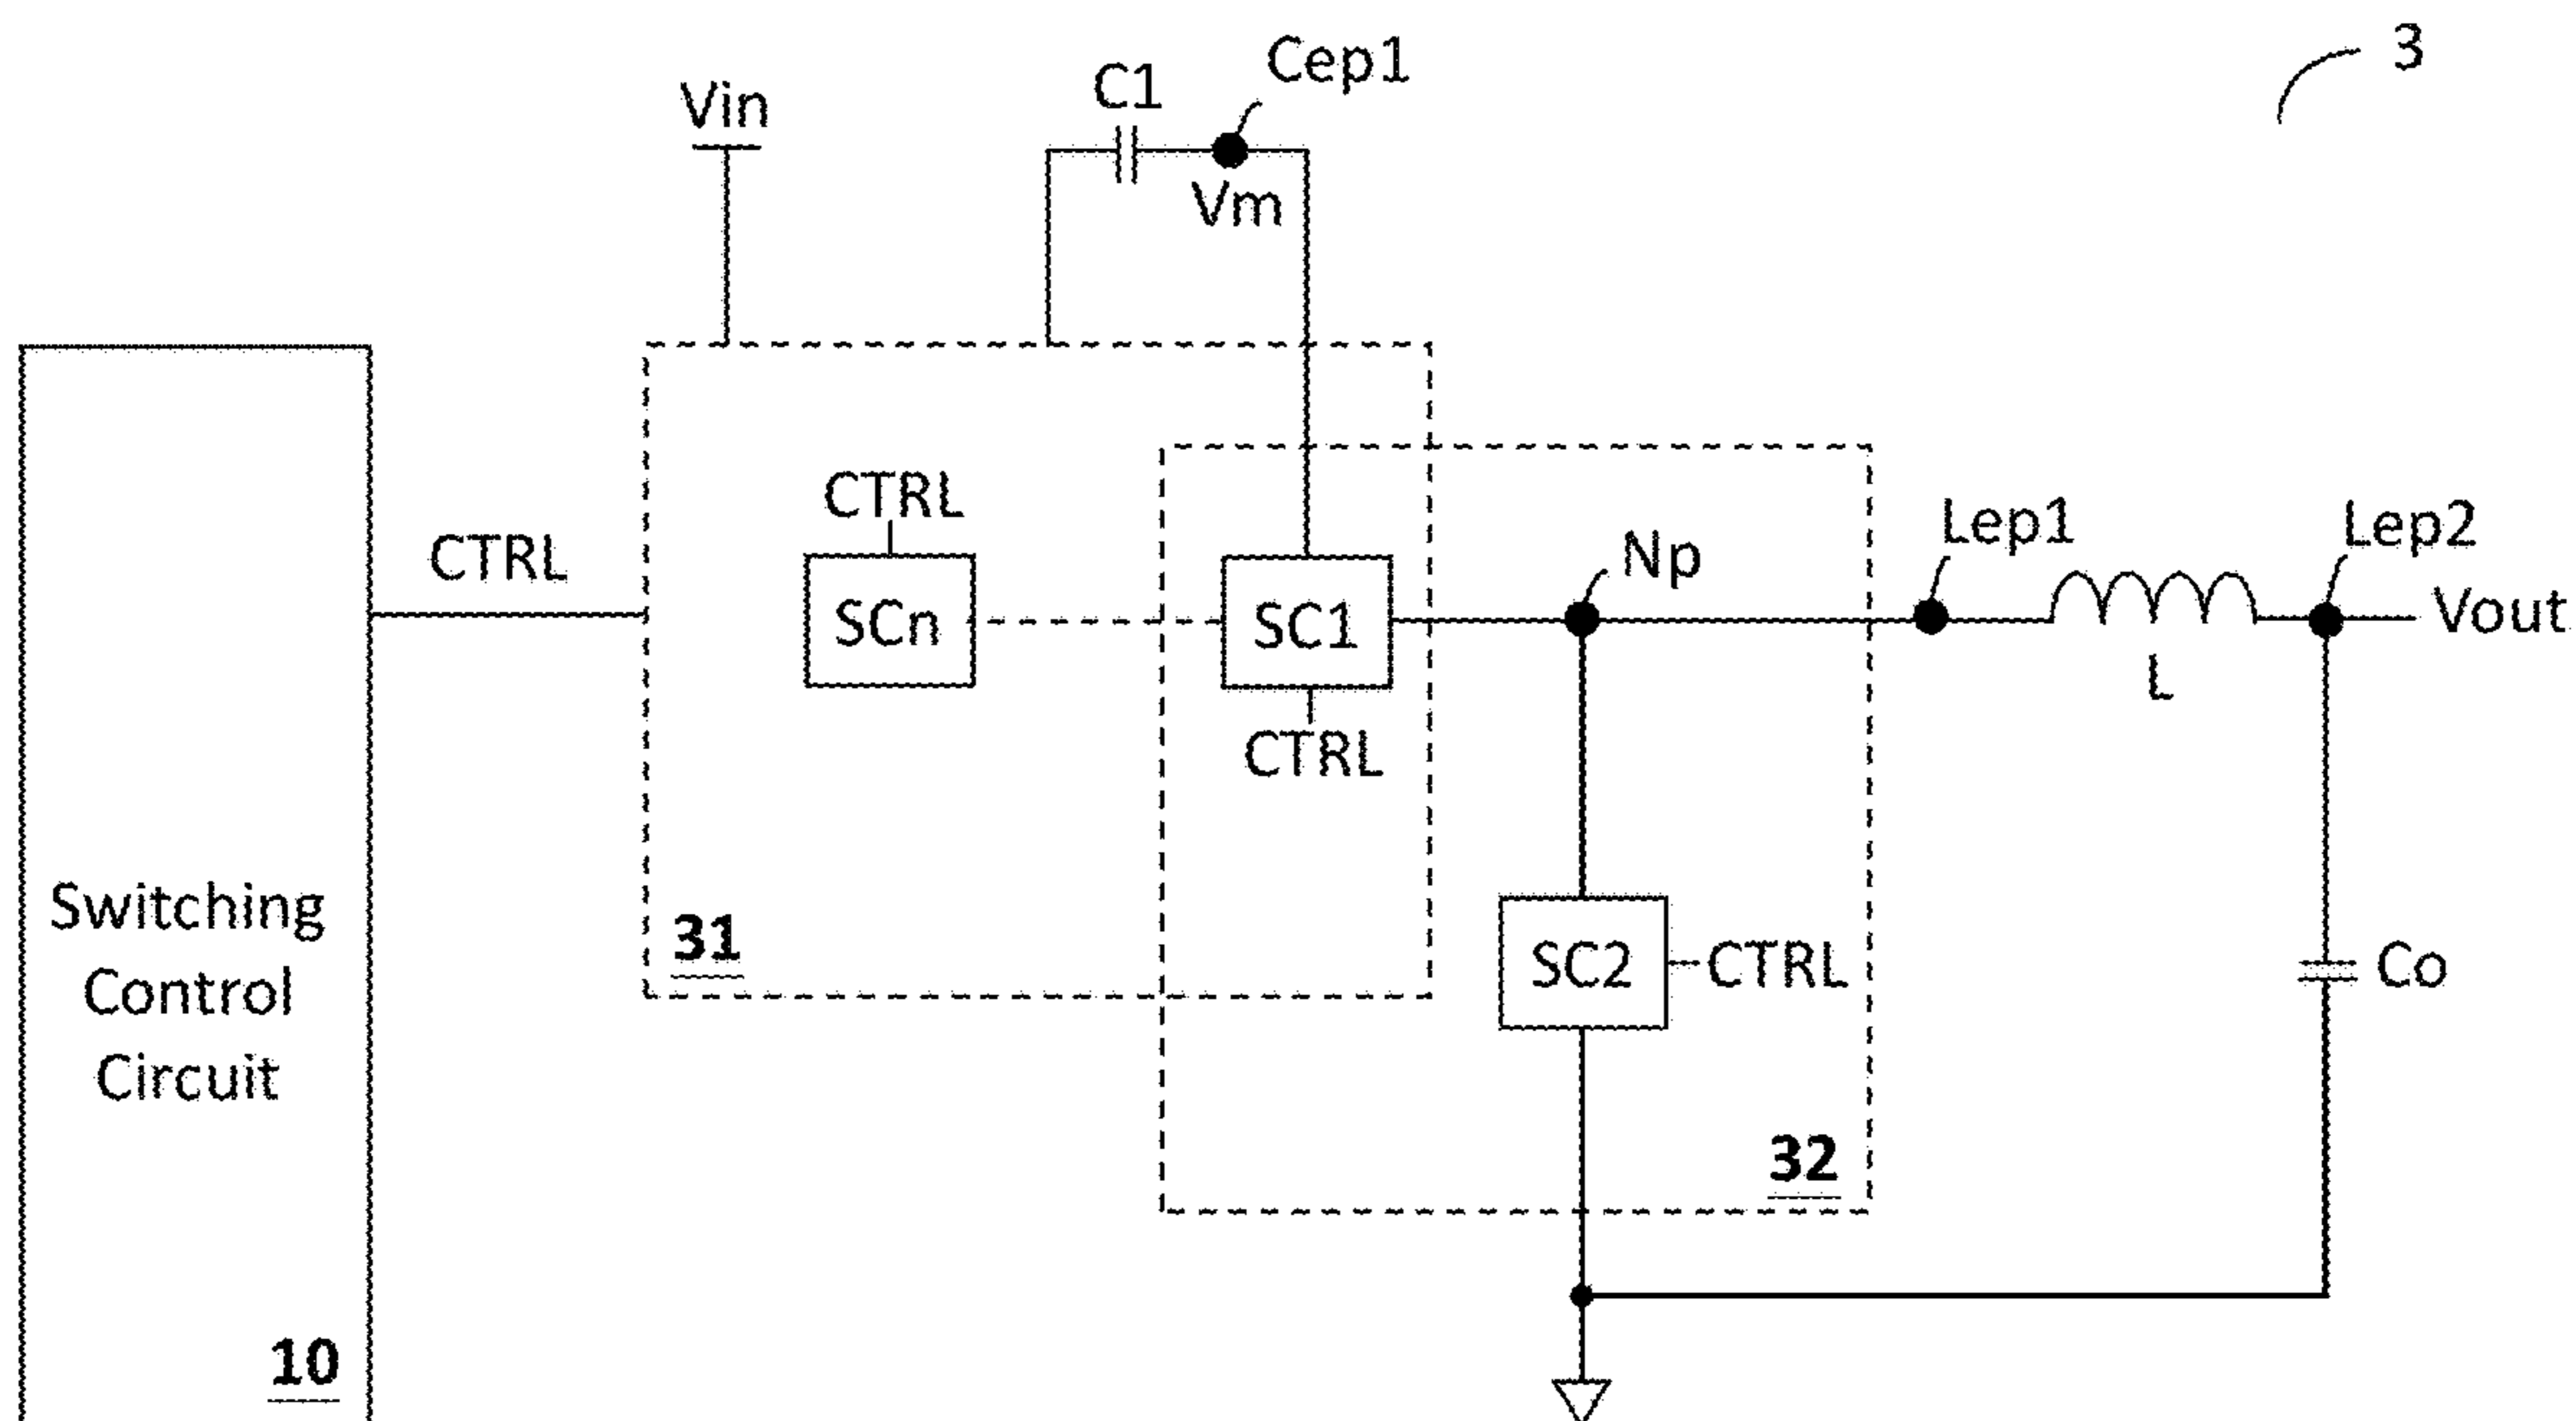 3
Cep1
C1
Vin
Vm
CTRL
Np
Lep1
Lep2
CTRL
SCn
SC1
Vout
L
CTRL
Switching
Control
Circuit
31
SC2
CTRL
Co
32
10